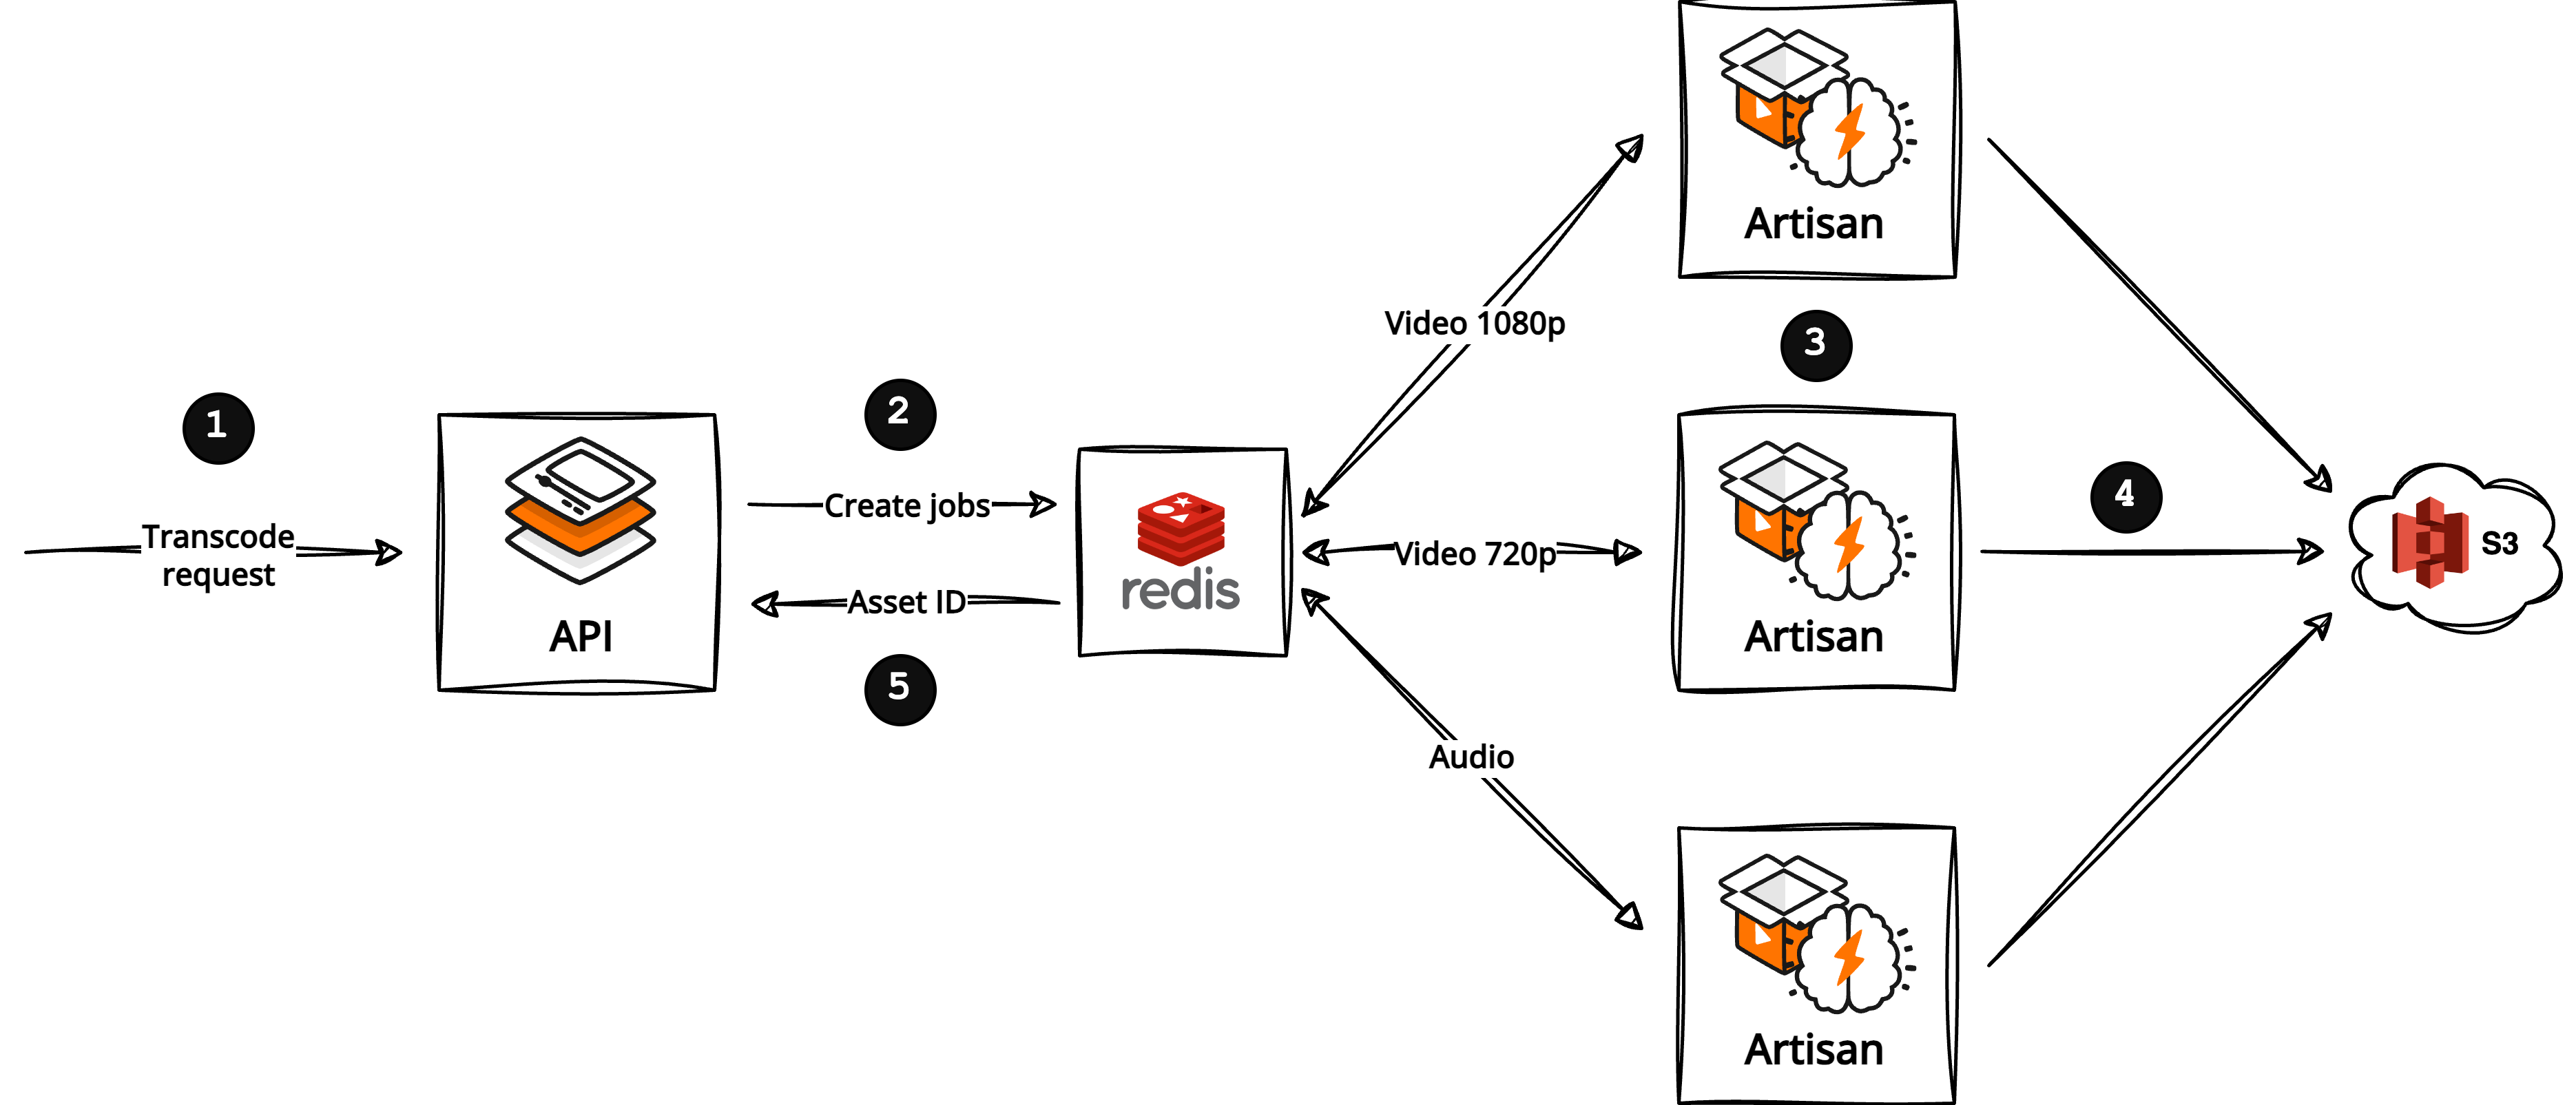 1
Transcode
request
API
2
Create jobs
Asset ID
5
redis
Video 1080p
Video 720p
Audio
Artisan
3
Artisan
Artisan
4
S3